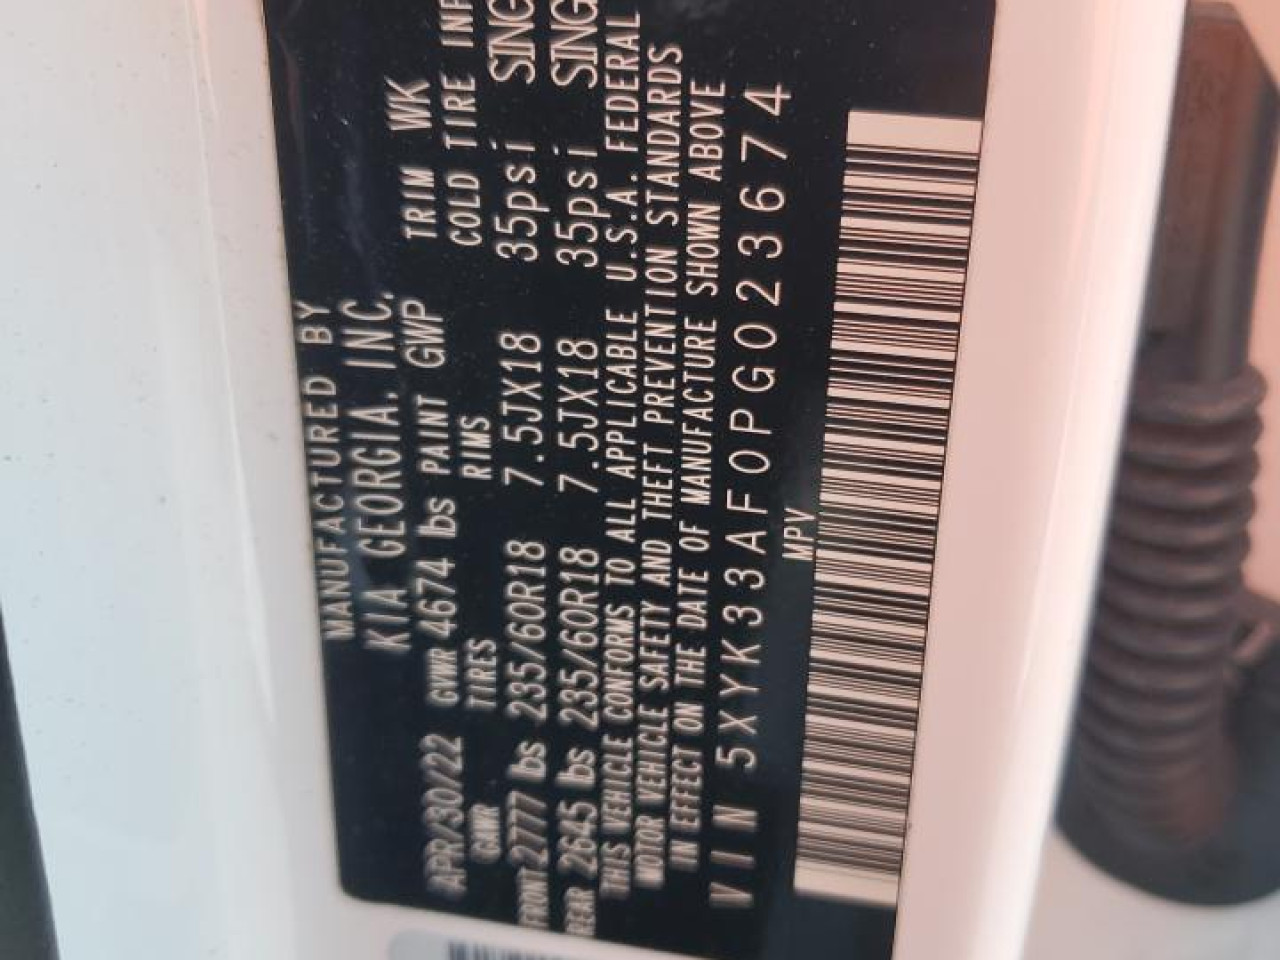 MANUFACTURED BY
KIA GEORGIA, INC.
APR/30/22 GVWR 4674 lbs PAINT GWP TRIM WK
GAWR TIRES RIMS COLD TIRE INF
FRONT 2777 lbs 235/60R18 7.5JX18 35psi SING
REAR 2645 lbs 235/60R18 7.5JX18 35psi SING
THIS VEHICLE CONFORMS TO ALL APPLICABLE U.S.A. FEDERAL
MOTOR VEHICLE SAFETY AND THEFT PREVENTION STANDARDS
IN EFFECT ON THE DATE OF MANUFACTURE SHOWN ABOVE
VIN 5XYK33AF0PG023674
MPV